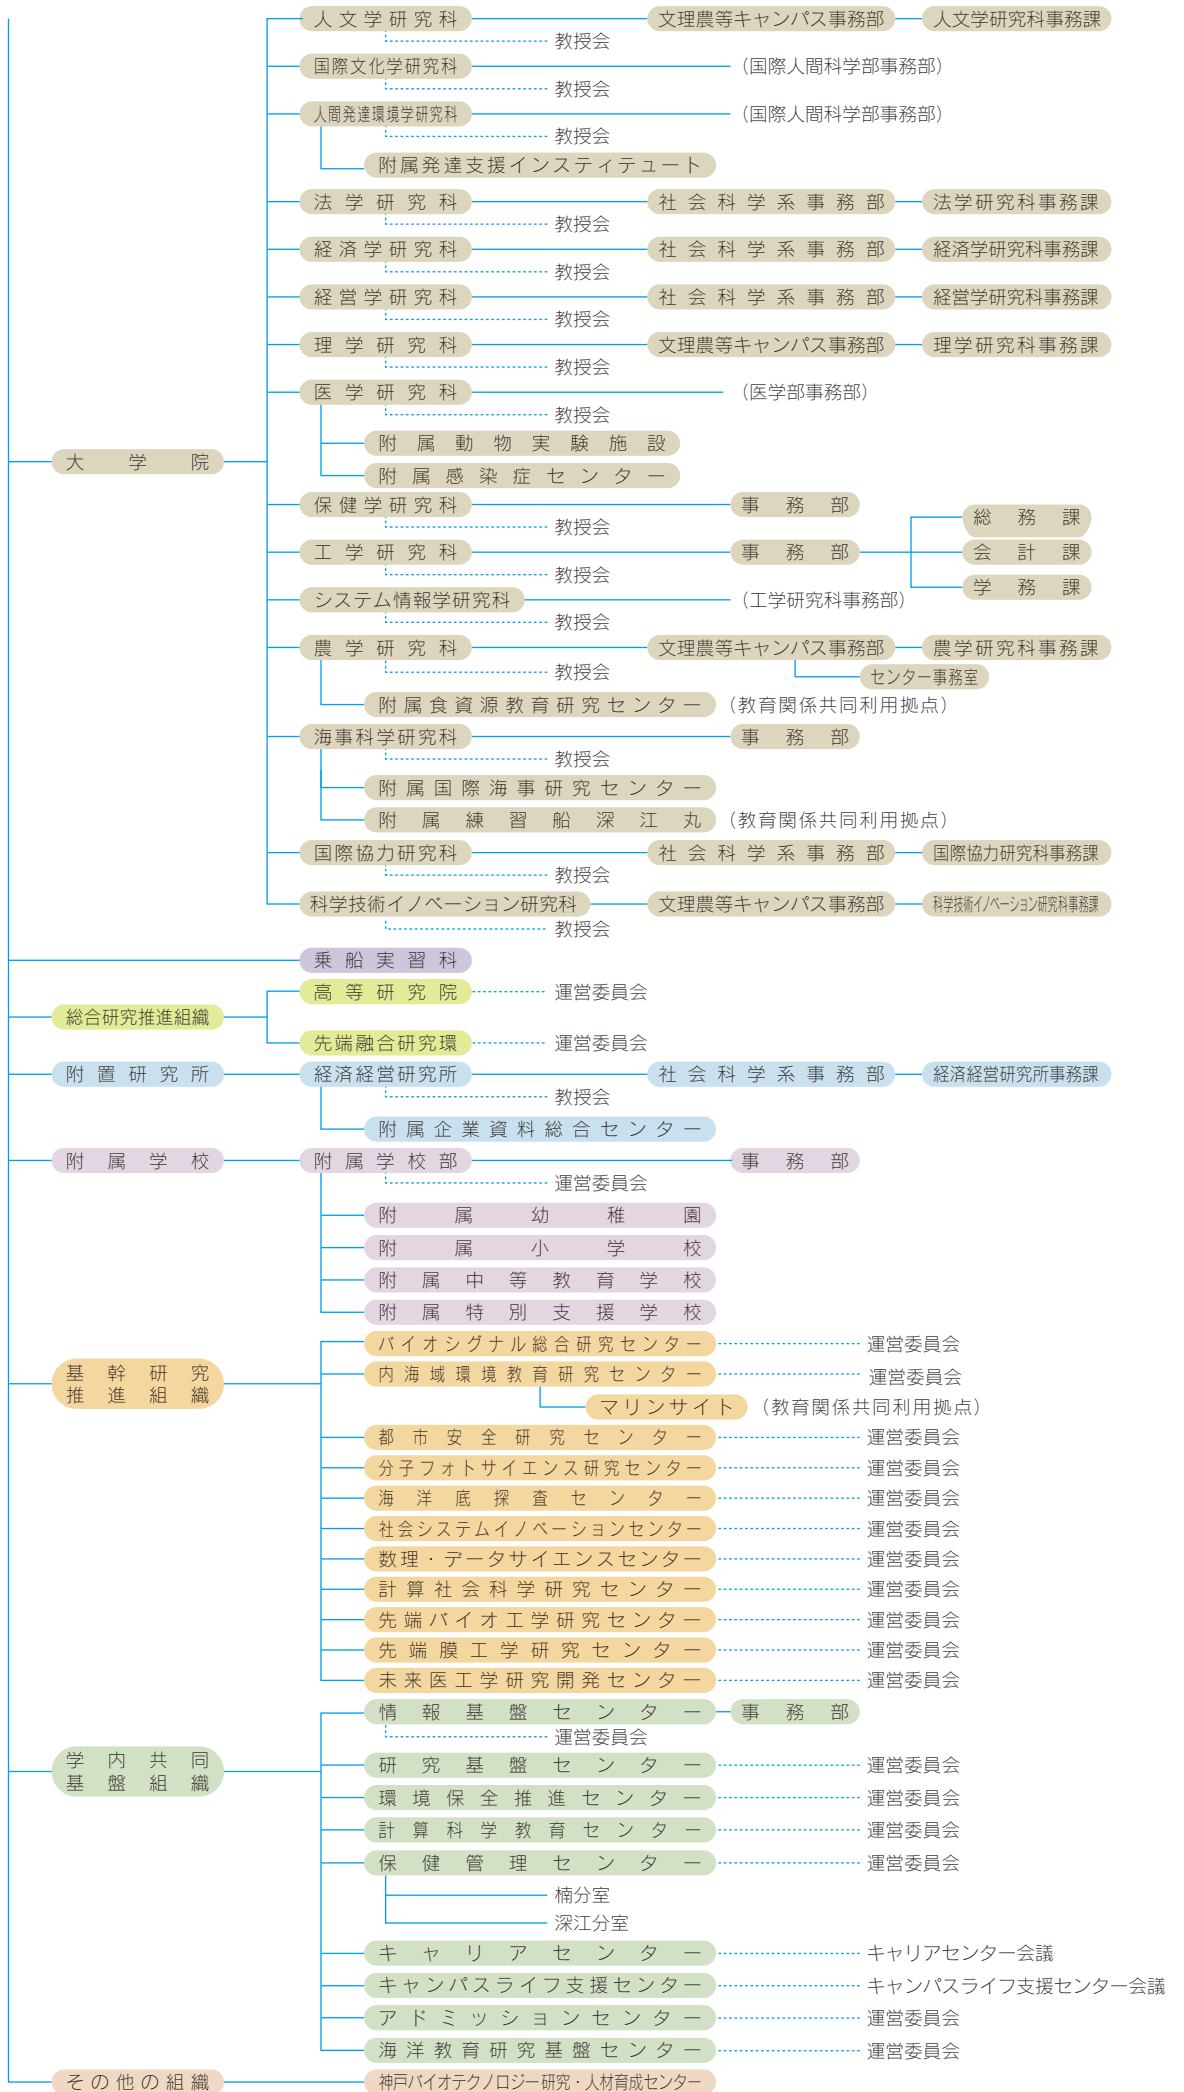 人文学研究科 文理農等キャンパス事務部 人文学研究科事務課
教授会
国際文化学研究科 (国際人間科学部事務部)
教授会
人間発達環境学研究科 (国際人間科学部事務部)
教授会
附属発達支援インスティテュート
法学研究科 社会科学系事務部 法学研究科事務課
教授会
経済学研究科 社会科学系事務部 経済学研究科事務課
教授会
経営学研究科 社会科学系事務部 経営学研究科事務課
教授会
理学研究科 文理農等キャンパス事務部 理学研究科事務課
教授会
医学研究科 (医学部事務部)
教授会
附属動物実験施設
大学院
附属感染症センター
保健学研究科 事務部
教授会
総務課
工学研究科 事務部 会計課
教授会
学務課
システム情報学研究科 (工学研究科事務部)
教授会
農学研究科 文理農等キャンパス事務部 農学研究科事務課
教授会
センター事務室
附属食資源教育研究センター (教育関係共同利用拠点)
海事科学研究科 事務部
教授会
附属国際海事研究センター
附属練習船深江丸 (教育関係共同利用拠点)
国際協力研究科 社会科学系事務部 国際協力研究科事務課
教授会
科学技術イノベーション研究科 文理農等キャンパス事務部 科学技術イノベーション研究科事務課
教授会
乗船実習科
高等研究院 運営委員会
総合研究推進組織
先端融合研究環 運営委員会
附置研究所 経済経営研究所 社会科学系事務部 経済経営研究所事務課
教授会
附属企業資料総合センター
附属学校 附属学校部 事務部
運営委員会
附属幼稚園
附属小学校
附属中等教育学校
附属特別支援学校
バイオシグナル総合研究センター 運営委員会
基幹研究
推進組織
内海域環境教育研究センター 運営委員会
マリンサイト (教育関係共同利用拠点)
都市安全研究センター 運営委員会
分子フォトサイエンス研究センター 運営委員会
海洋底探査センター 運営委員会
社会システムイノベーションセンター 運営委員会
数理・データサイエンスセンター 運営委員会
計算社会科学研究センター 運営委員会
先端バイオ工学研究センター 運営委員会
先端膜工学研究センター 運営委員会
未来医工学研究開発センター 運営委員会
情報基盤センター 事務部
運営委員会
学内共同
基盤組織
研究基盤センター 運営委員会
環境保全推進センター 運営委員会
計算科学教育センター 運営委員会
保健管理センター 運営委員会
楠分室
深江分室
キャリアセンター キャリアセンター会議
キャンパスライフ支援センター キャンパスライフ支援センター会議
アドミッションセンター 運営委員会
海洋教育研究基盤センター 運営委員会
その他の組織 神戸バイオテクノロジー研究・人材育成センター